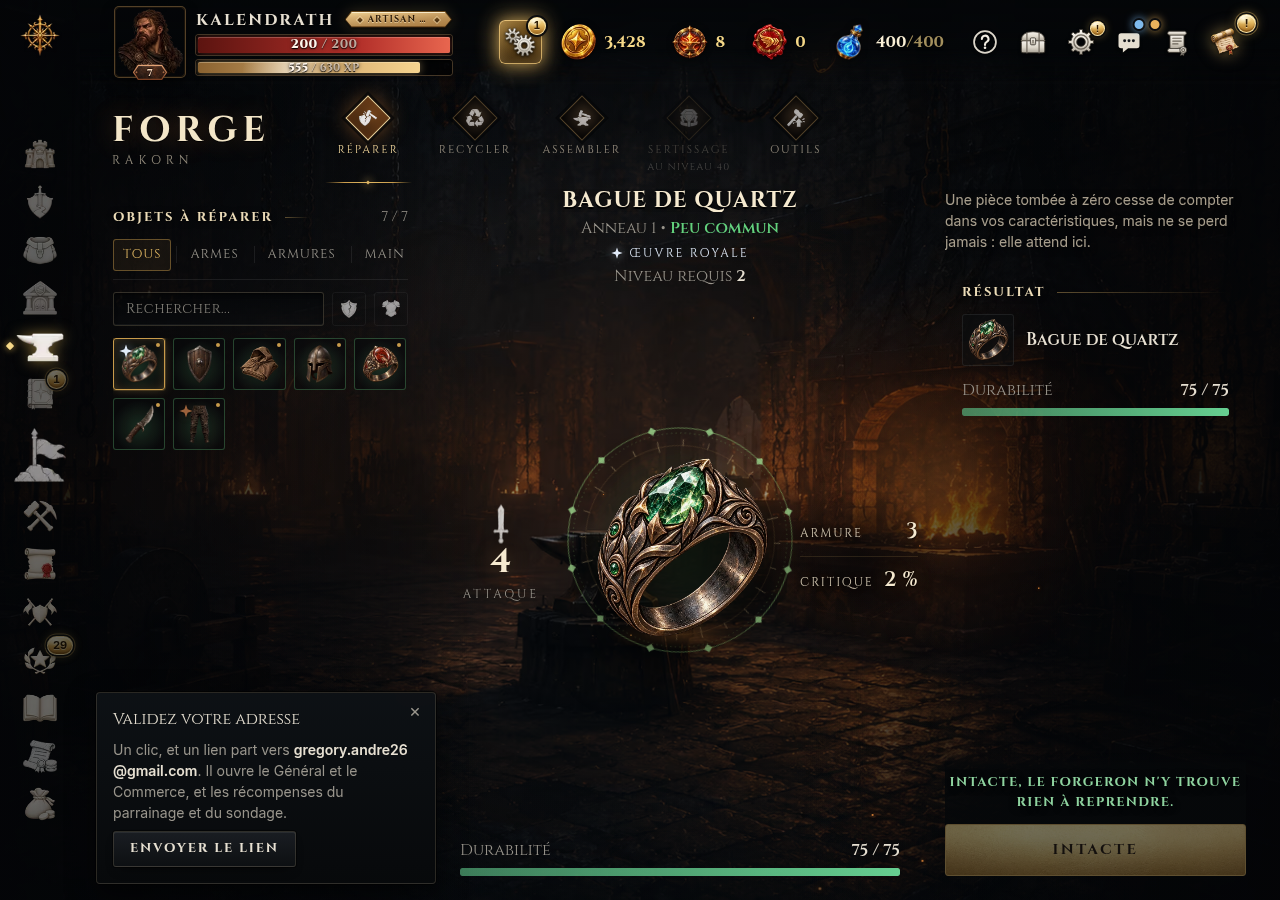 KALENDRATH
ARTISAN ...
200 / 200
555 / 630 XP
7
1
3,428
8
0
400/400
!
!
FORGE
RAKORN
RÉPARER
RECYCLER
ASSEMBLER
SERTISSAGE
AU NIVEAU 40
OUTILS
OBJETS À RÉPARER
7 / 7
TOUS
ARMES
ARMURES
MAIN
Rechercher...
1
29
Bague de Quartz
Anneau 1 • Peu commun
ŒUVRE ROYALE
Niveau requis 2
4
ATTAQUE
ARMURE 3
CRITIQUE 2 %
Durabilité 75 / 75
Une pièce tombée à zéro cesse de compter
dans vos caractéristiques, mais ne se perd
jamais : elle attend ici.
RÉSULTAT
Bague de Quartz
Durabilité 75 / 75
INTACTE, LE FORGERON N'Y TROUVE
RIEN À REPRENDRE.
INTACTE
Validez votre adresse
×
Un clic, et un lien part vers gregory.andre26
@gmail.com. Il ouvre le Général et le
Commerce, et les récompenses du
parrainage et du sondage.
ENVOYER LE LIEN